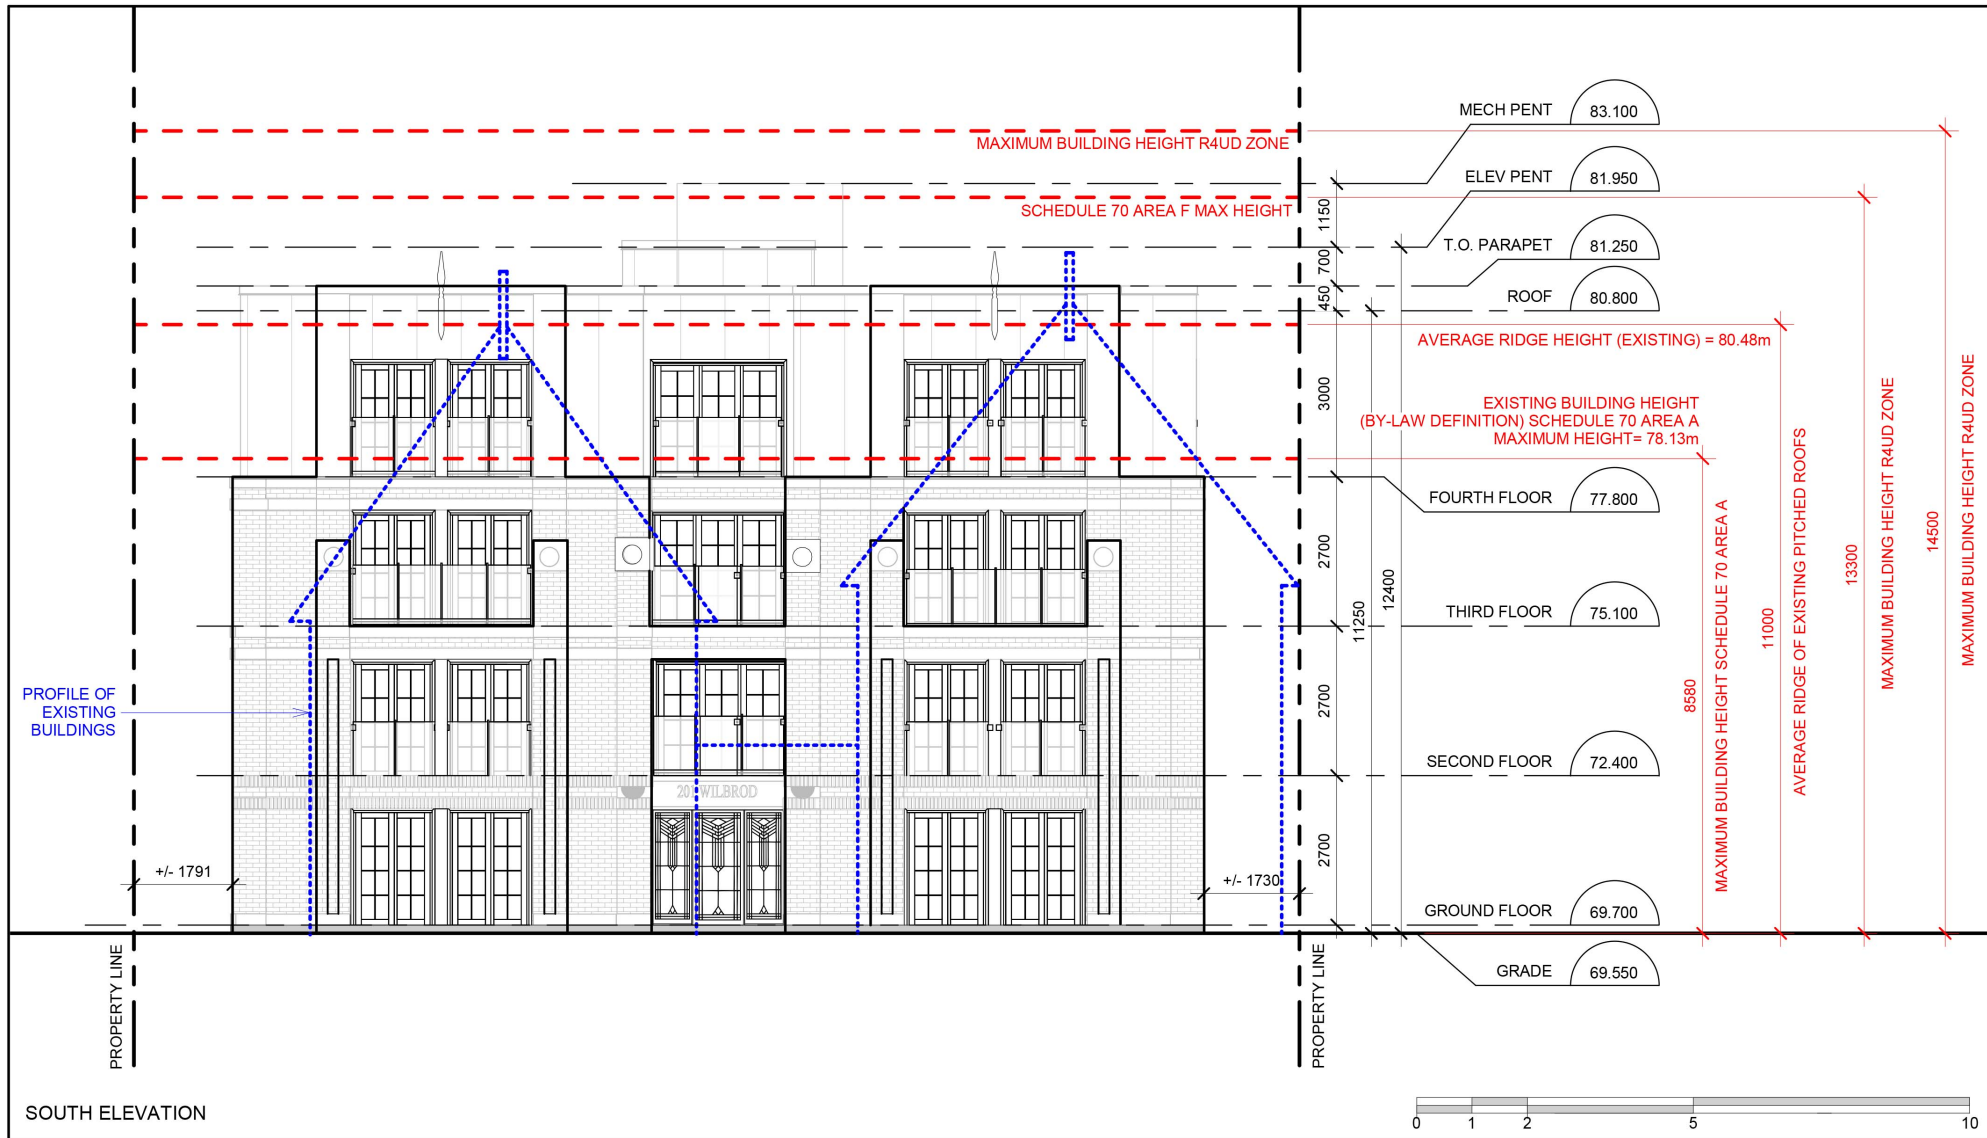 MECH PENT 83.100
MAXIMUM BUILDING HEIGHT R4UD ZONE
ELEV PENT 81.950
SCHEDULE 70 AREA F MAX HEIGHT
1150
T.O. PARAPET 81.250
700
450
ROOF 80.800
AVERAGE RIDGE HEIGHT (EXISTING) = 80.48m
3000
EXISTING BUILDING HEIGHT
(BY-LAW DEFINITION) SCHEDULE 70 AREA A
MAXIMUM HEIGHT= 78.13m
FOURTH FLOOR 77.800
2700
11250
12400
THIRD FLOOR 75.100
2700
SECOND FLOOR 72.400
2700
GROUND FLOOR 69.700
GRADE 69.550
8580
MAXIMUM BUILDING HEIGHT SCHEDULE 70 AREA A
11000
AVERAGE RIDGE OF EXISTING PITCHED ROOFS
13300
MAXIMUM BUILDING HEIGHT R4UD ZONE
14500
MAXIMUM BUILDING HEIGHT R4UD ZONE
PROFILE OF
EXISTING
BUILDINGS
WILBROD
+/- 1791
+/- 1730
PROPERTY LINE
PROPERTY LINE
SOUTH ELEVATION
0 1 2 5 10